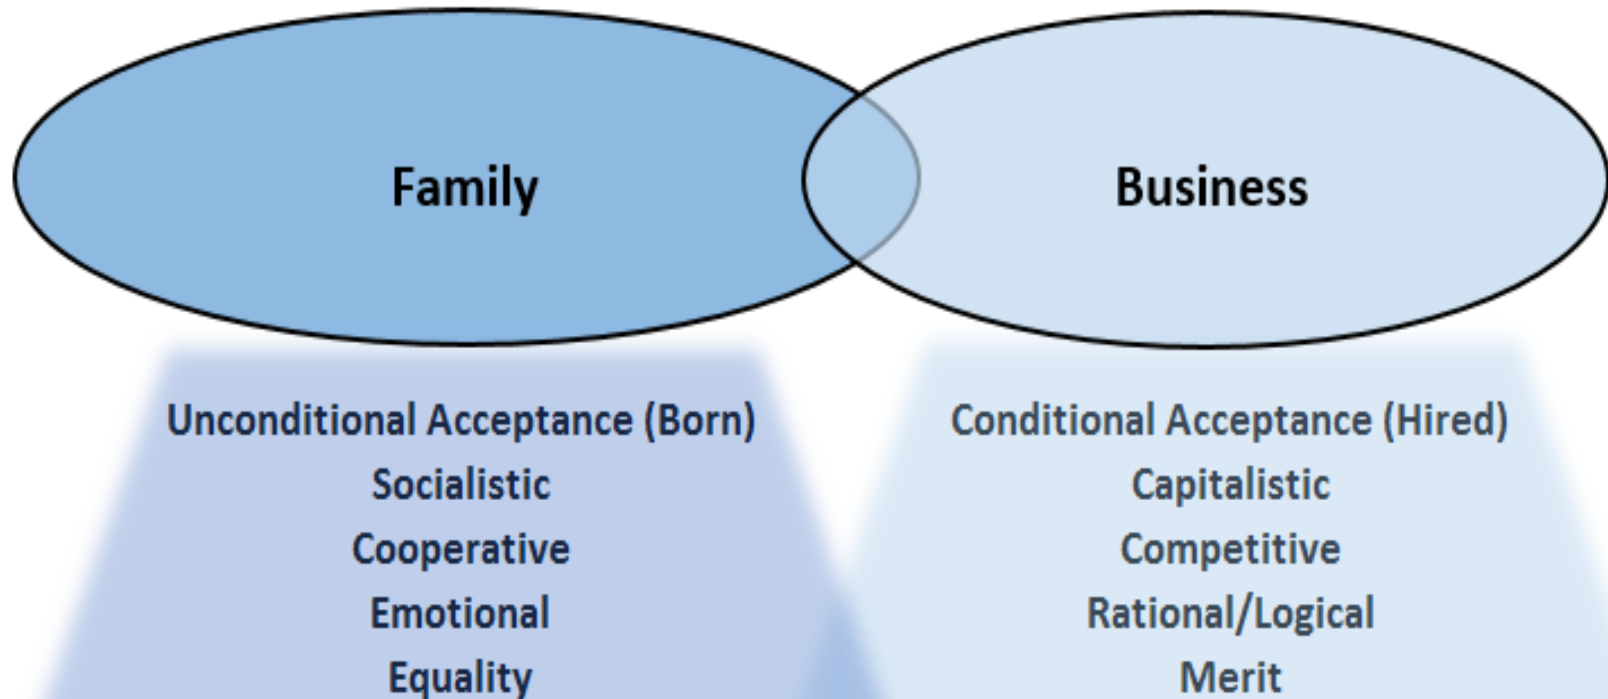 Family
Business
Unconditional Acceptance (Born)
Socialistic
Cooperative
Emotional
Equality
Conditional Acceptance (Hired)
Capitalistic
Competitive
Rational/Logical
Merit